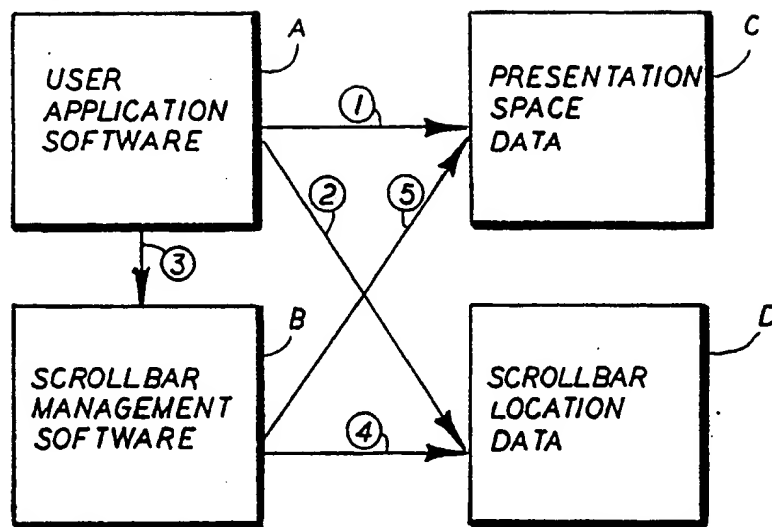 A
USER
APPLICATION
SOFTWARE
1
C
PRESENTATION
SPACE
DATA
2
5
3
B
SCROLLBAR
MANAGEMENT
SOFTWARE
4
D
SCROLLBAR
LOCATION
DATA